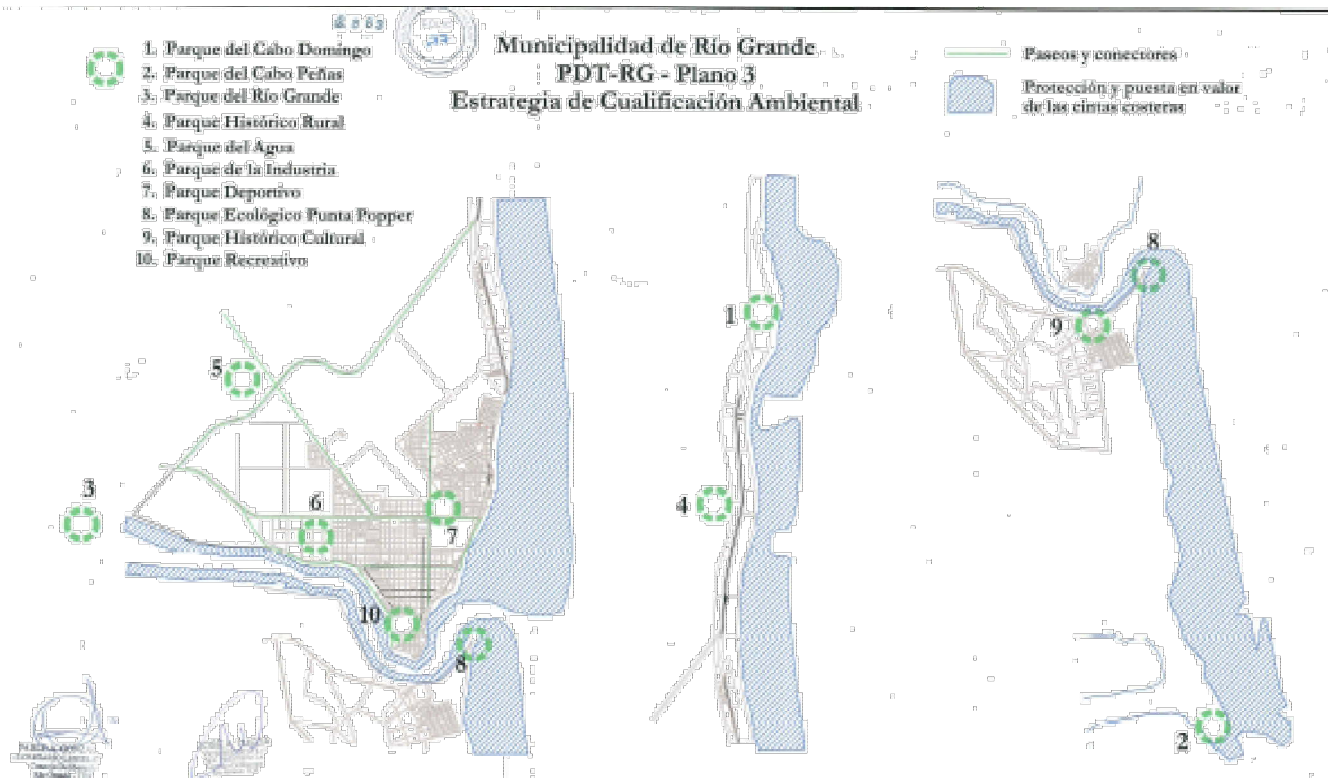 1. Parque del Cabo Domingo
2. Parque del Cabo Peñas
3. Parque del Río Grande
4. Parque Histórico Rural
5. Parque del Agua
6. Parque de la Industria
7. Parque Deportivo
8. Parque Ecológico Punta Popper
9. Parque Histórico Cultural
10. Parque Recreativo
Municipalidad de Río Grande
PDT-RG - Plano 3
Estrategia de Cualificación Ambiental
Paseos y conectores
Protección y puesta en valor
de las cintas costeras
5
3
6
7
10
8
1
4
8
9
2